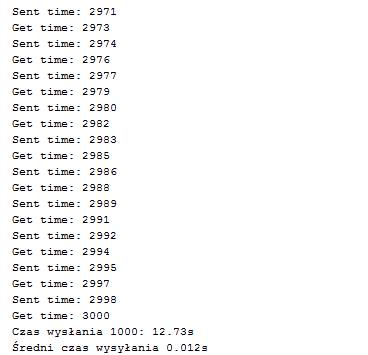 Sent time: 2971
Get time: 2973
Sent time: 2974
Get time: 2976
Sent time: 2977
Get time: 2979
Sent time: 2980
Get time: 2982
Sent time: 2983
Get time: 2985
Sent time: 2986
Get time: 2988
Sent time: 2989
Get time: 2991
Sent time: 2992
Get time: 2994
Sent time: 2995
Get time: 2997
Sent time: 2998
Get time: 3000
Czas wysłania 1000: 12.73s
Średni czas wysyłania 0.012s